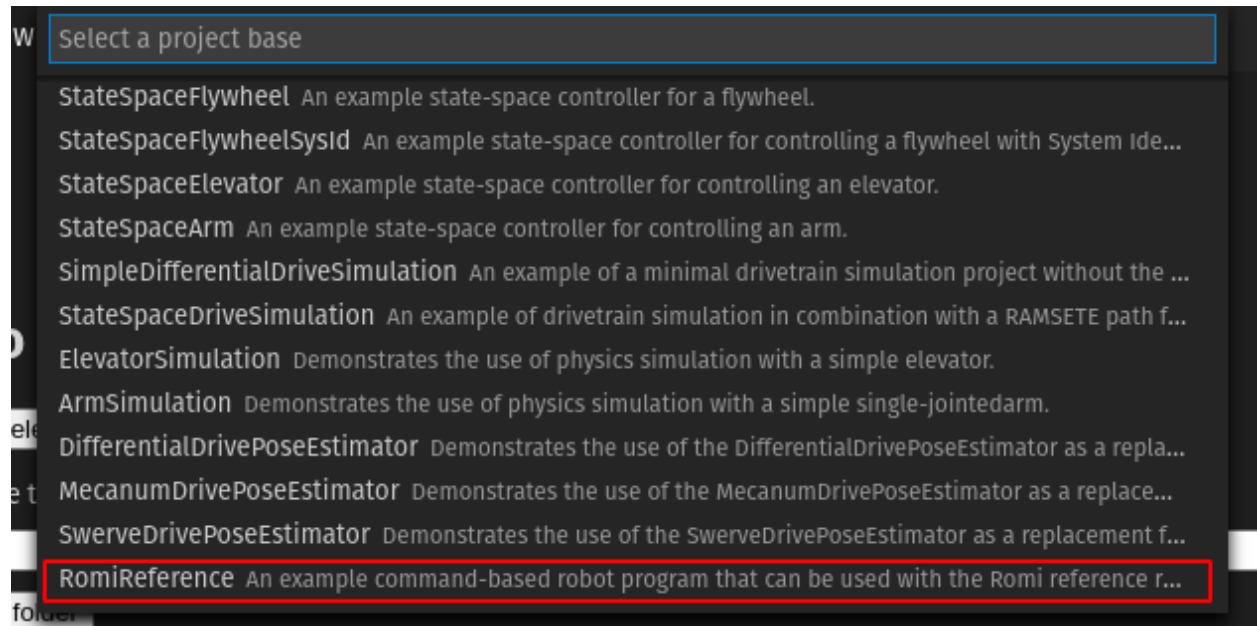 w
Select a project base
StateSpaceFlywheel An example state-space controller for a flywheel.
StateSpaceFlywheelSysId An example state-space controller for controlling a flywheel with System Ide...
StateSpaceElevator An example state-space controller for controlling an elevator.
StateSpaceArm An example state-space controller for controlling an arm.
SimpleDifferentialDriveSimulation An example of a minimal drivetrain simulation project without the ...
StateSpaceDriveSimulation An example of drivetrain simulation in combination with a RAMSETE path f...
ElevatorSimulation Demonstrates the use of physics simulation with a simple elevator.
ArmSimulation Demonstrates the use of physics simulation with a simple single-jointedarm.
ele
DifferentialDrivePoseEstimator Demonstrates the use of the DifferentialDrivePoseEstimator as a repla...
e t
MecanumDrivePoseEstimator Demonstrates the use of the MecanumDrivePoseEstimator as a replace...
SwerveDrivePoseEstimator Demonstrates the use of the SwerveDrivePoseEstimator as a replacement f...
RomiReference An example command-based robot program that can be used with the Romi reference r...
folder